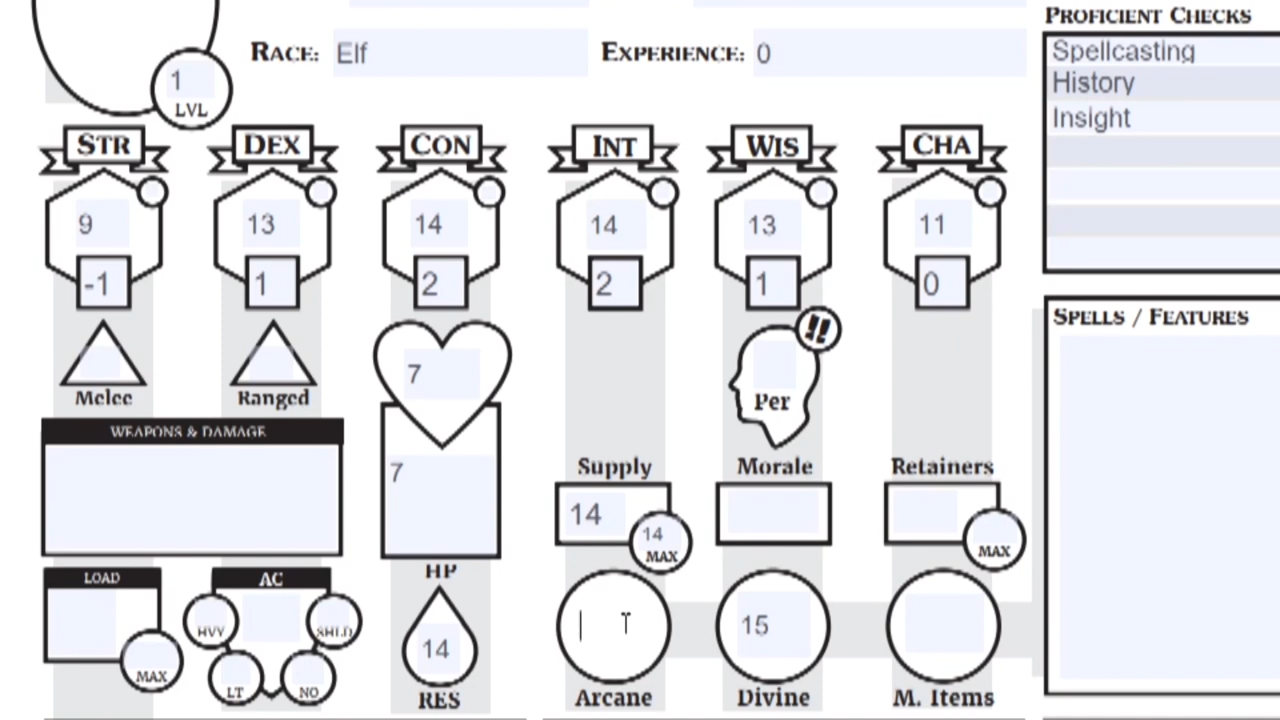 PROFICIENT CHECKS
RACE: Elf EXPERIENCE: 0
Spellcasting
1
LVL
History
Insight
STR DEX CON INT WIS CHA
9 13 14 14 13 11
-1 1 2 2 1 0
!!
SPELLS / FEATURES
7
Melee Ranged Per
WEAPONS & DAMAGE
7
Supply Morale Retainers
14
14
MAX MAX
LOAD AC HP
HVY SHLD
15
14
MAX LT NO
RES Arcane Divine M. Items